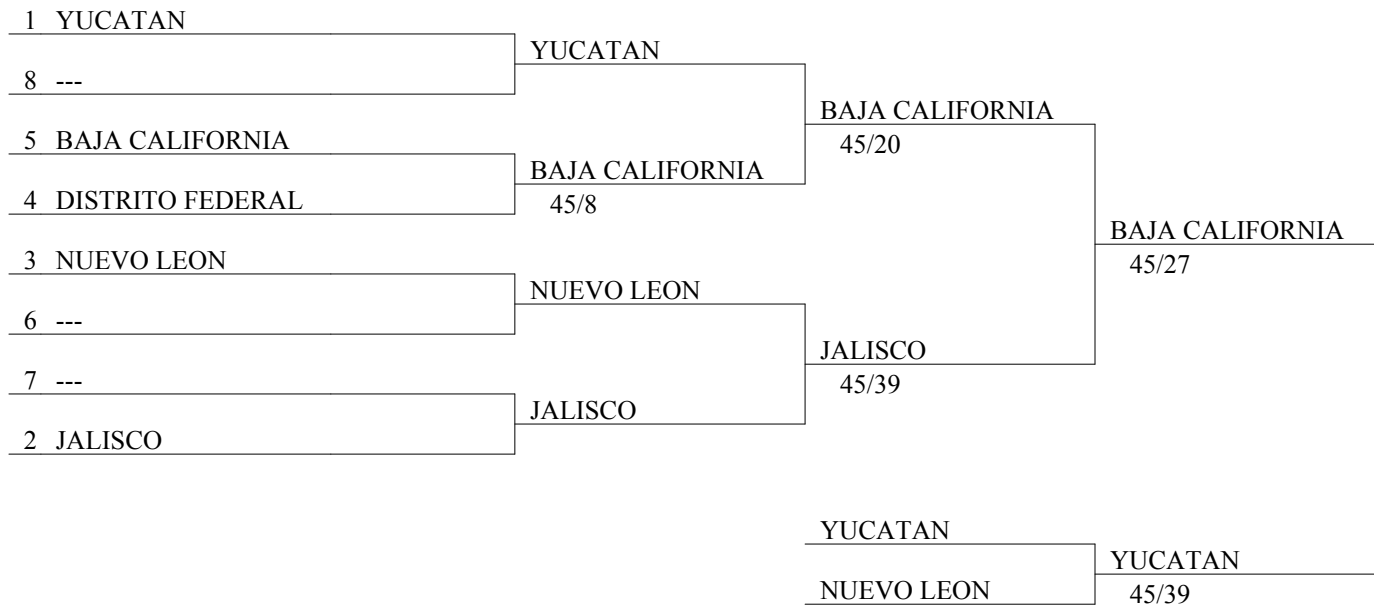 1 YUCATAN
YUCATAN
8 ---
BAJA CALIFORNIA
45/20
5 BAJA CALIFORNIA
BAJA CALIFORNIA
45/8
4 DISTRITO FEDERAL
BAJA CALIFORNIA
45/27
3 NUEVO LEON
NUEVO LEON
6 ---
JALISCO
45/39
7 ---
JALISCO
2 JALISCO
YUCATAN
YUCATAN
45/39
NUEVO LEON